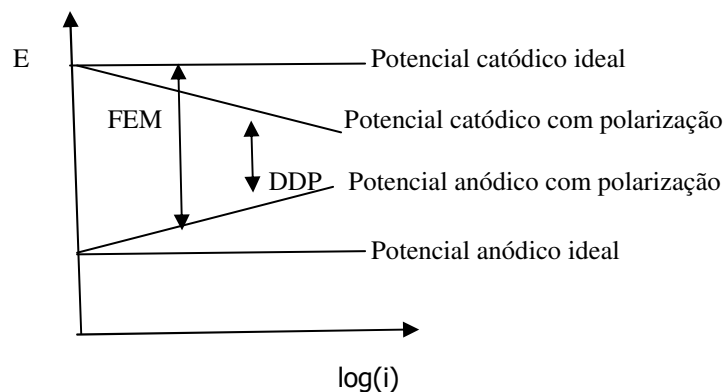 E
Potencial catódico ideal
FEM
Potencial catódico com polarização
DDP
Potencial anódico com polarização
Potencial anódico ideal
log(i)